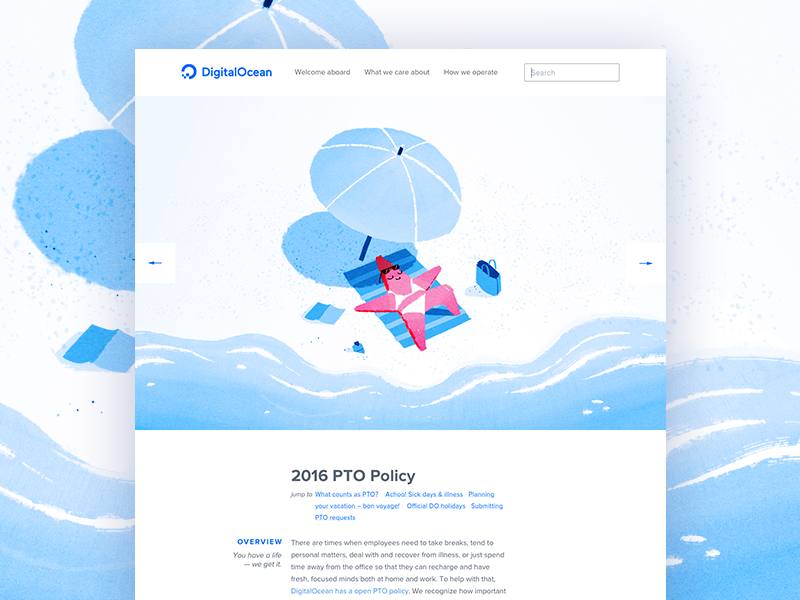 DigitalOcean Welcome aboard What we care about How we operate Search
2016 PTO Policy
jump to What counts as PTO? Achoo! Sick days & illness Planning
your vacation – bon voyage! Official DO holidays Submitting
PTO requests
OVERVIEW
You have a life
— we get it.
There are times when employees need to take breaks, tend to
personal matters, deal with and recover from illness, or just spend
time away from the office so that they can recharge and have
fresh, focused minds both at home and work. To help with that,
DigitalOcean has a open PTO policy. We recognize how important